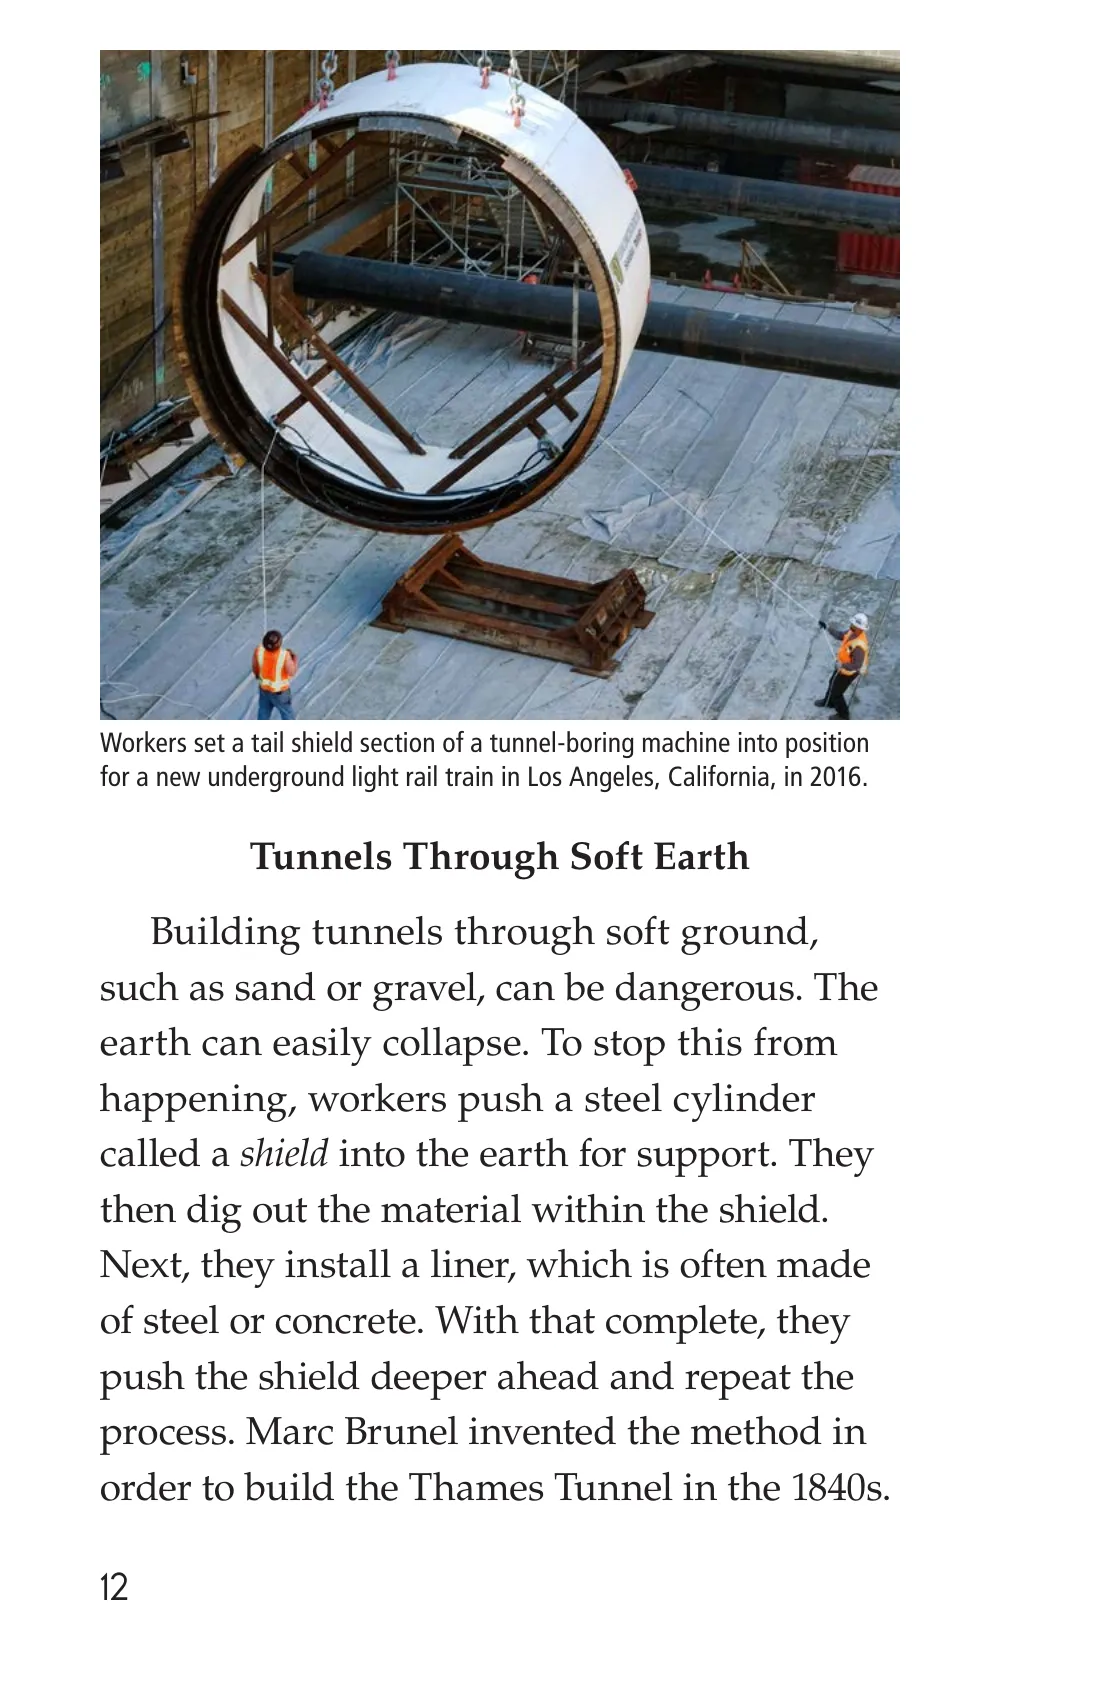 Workers set a tail shield section of a tunnel-boring machine into position
for a new underground light rail train in Los Angeles, California, in 2016.
Tunnels Through Soft Earth
Building tunnels through soft ground,
such as sand or gravel, can be dangerous. The
earth can easily collapse. To stop this from
happening, workers push a steel cylinder
called a shield into the earth for support. They
then dig out the material within the shield.
Next, they install a liner, which is often made
of steel or concrete. With that complete, they
push the shield deeper ahead and repeat the
process. Marc Brunel invented the method in
order to build the Thames Tunnel in the 1840s.
12